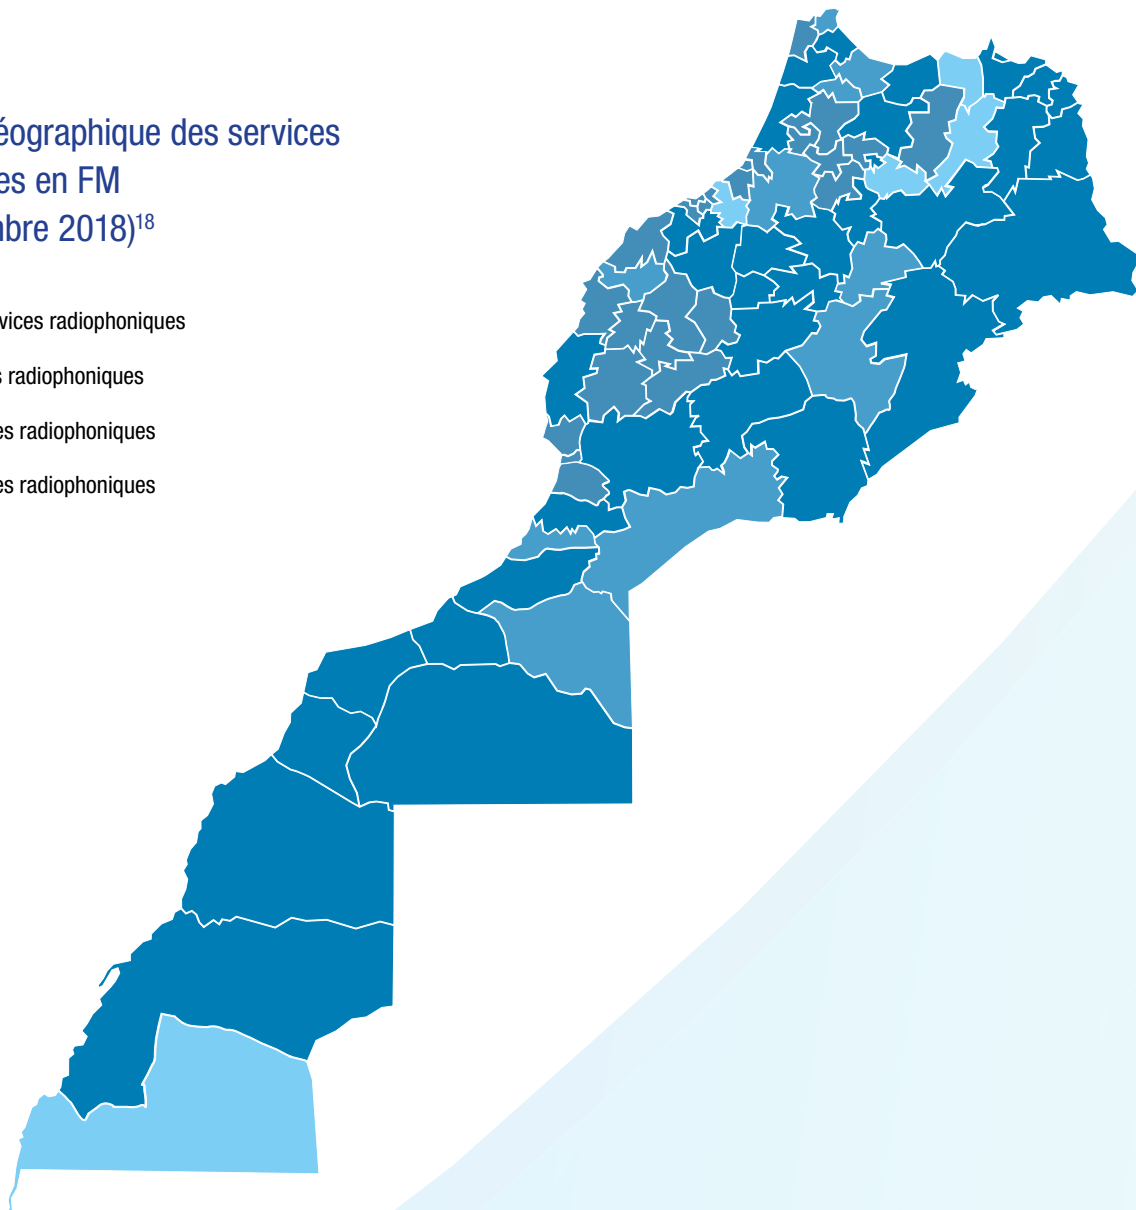 éographique des services
es en FM
bre 2018)18
vices radiophoniques
s radiophoniques
es radiophoniques
es radiophoniques